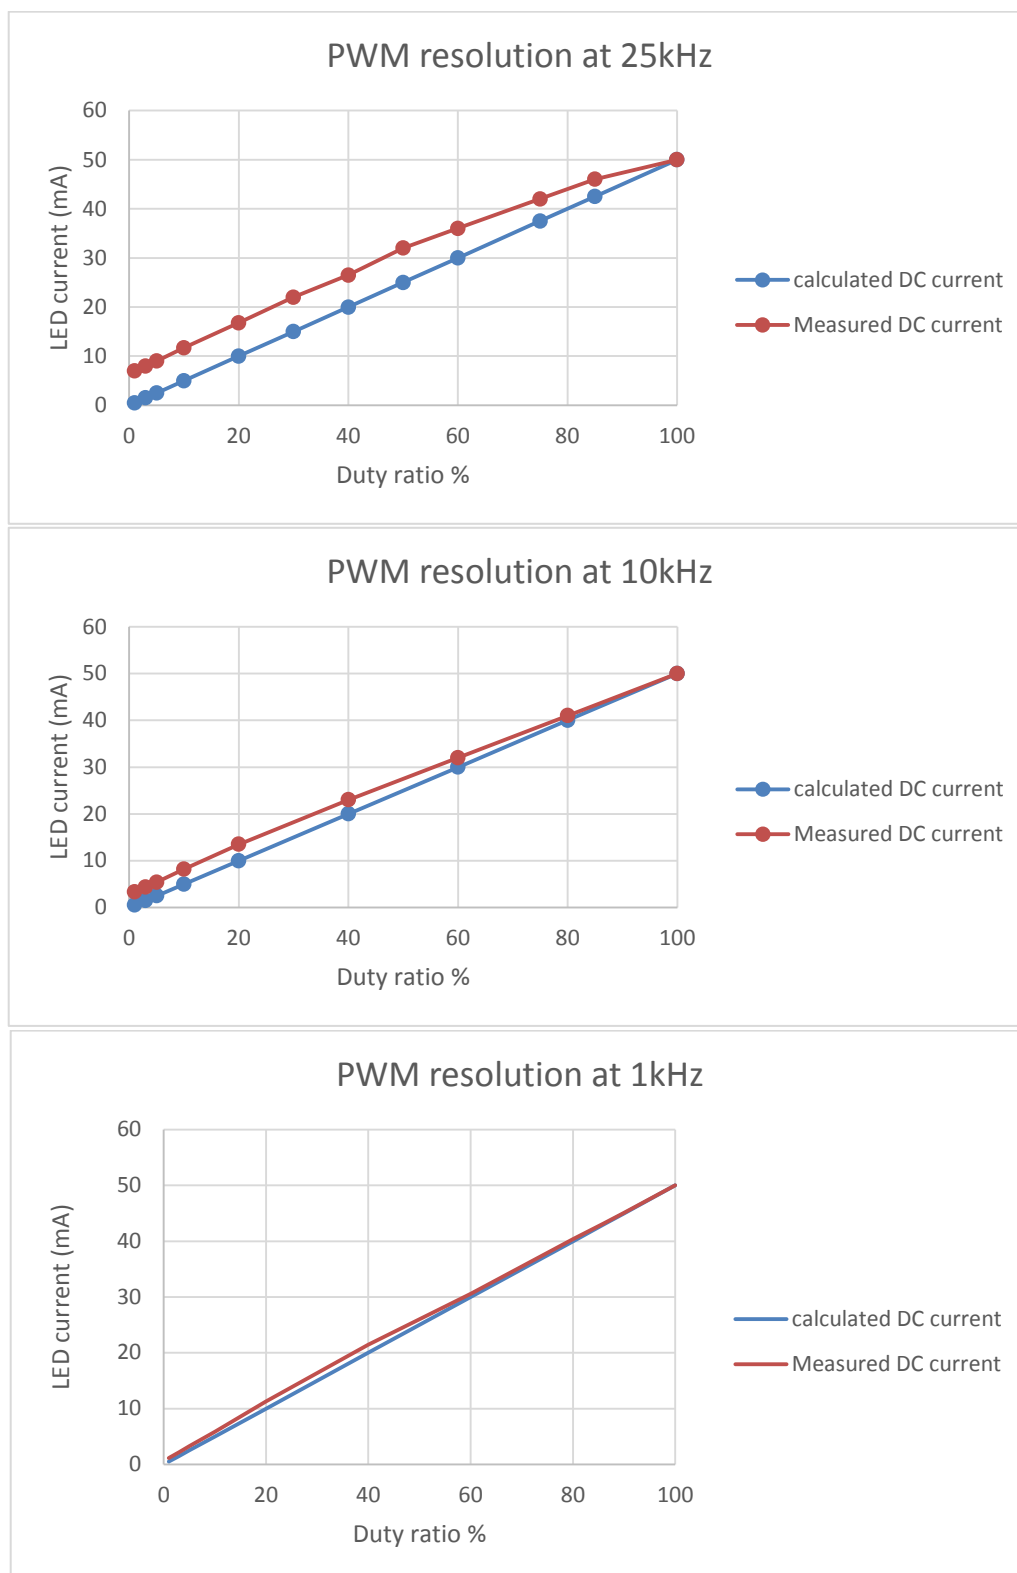 PWM resolution at 25kHz
60
50
40
30
20
10
0
LED current (mA)
0 20 40 60 80 100
Duty ratio %
calculated DC current
Measured DC current
PWM resolution at 10kHz
60
50
40
30
20
10
0
LED current (mA)
0 20 40 60 80 100
Duty ratio %
calculated DC current
Measured DC current
PWM resolution at 1kHz
60
50
40
30
20
10
0
LED current (mA)
0 20 40 60 80 100
Duty ratio %
calculated DC current
Measured DC current